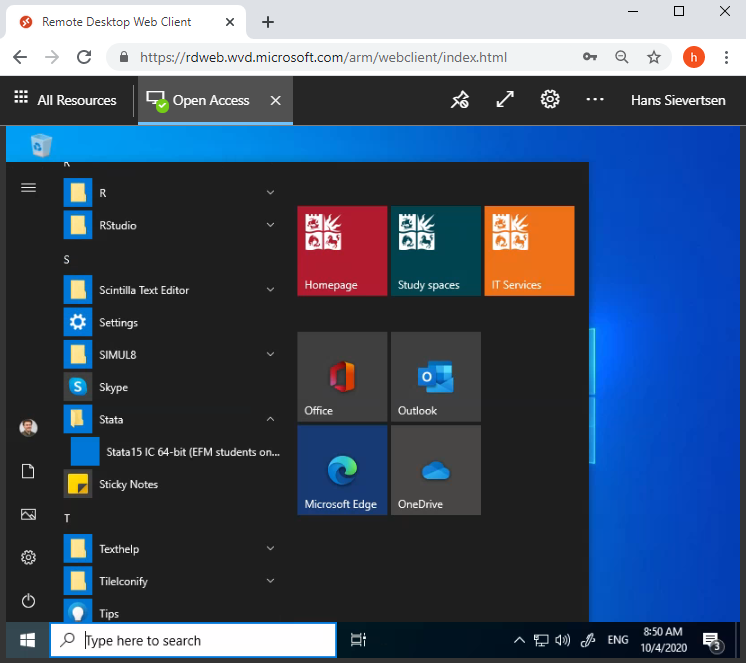 Remote Desktop Web Client
https://rdweb.wvd.microsoft.com/arm/webclient/index.html
h
All Resources
Open Access
Hans Sievertsen
R
R
RStudio
S
Scintilla Text Editor
Settings
SIMUL8
Skype
Stata
Stata15 IC 64-bit (EFM students on...
Sticky Notes
T
Texthelp
TileIconify
Tips
Homepage
Study spaces
IT Services
Office
Outlook
Microsoft Edge
OneDrive
Type here to search
ENG
8:50 AM
10/4/2020
3